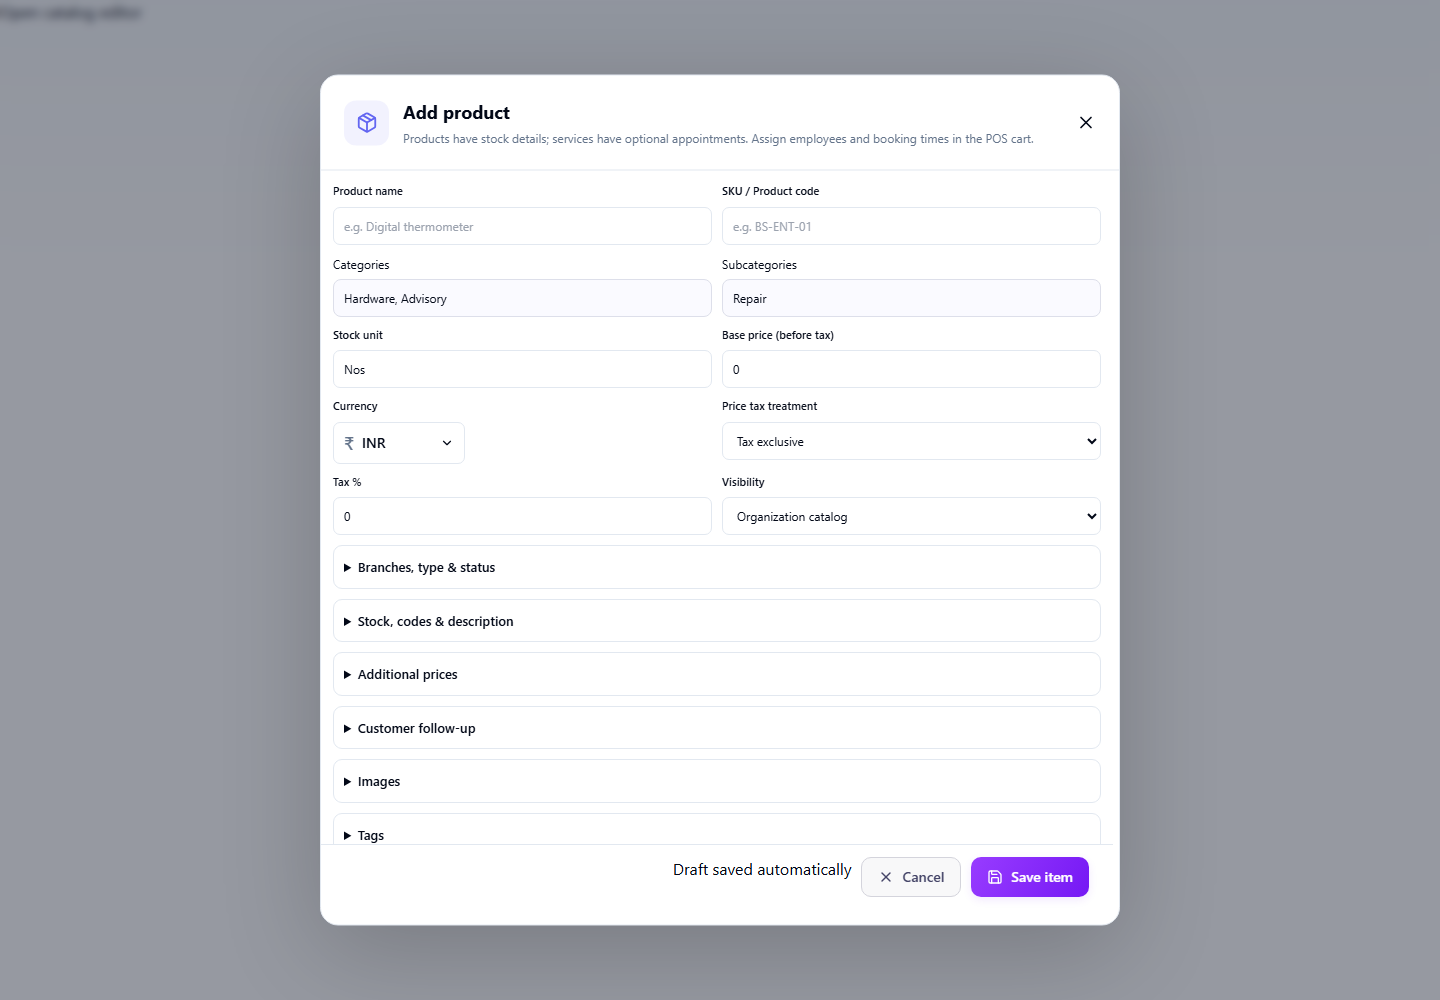 Open catalog editor
Add product
Products have stock details; services have optional appointments. Assign employees and booking times in the POS cart.
Product name
SKU / Product code
e.g. Digital thermometer
e.g. BS-ENT-01
Categories
Subcategories
Hardware, Advisory
Repair
Stock unit
Base price (before tax)
Nos
0
Currency
Price tax treatment
₹ INR
Tax exclusive
Tax %
Visibility
0
Organization catalog
Branches, type & status
Stock, codes & description
Additional prices
Customer follow-up
Images
Tags
Draft saved automatically
Cancel
Save item